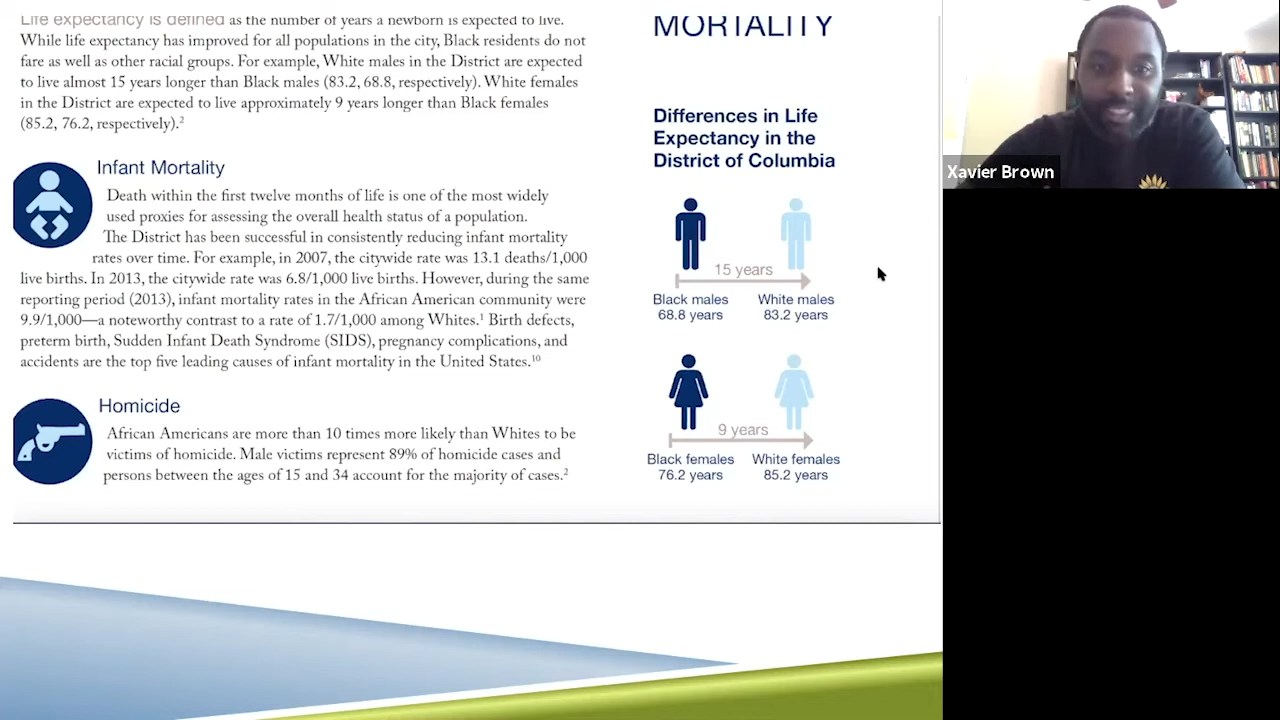 Life expectancy is defined as the number of years a newborn is expected to live.
While life expectancy has improved for all populations in the city, Black residents do not
fare as well as other racial groups. For example, White males in the District are expected
to live almost 15 years longer than Black males (83.2, 68.8, respectively). White females
in the District are expected to live approximately 9 years longer than Black females
(85.2, 76.2, respectively).²
Infant Mortality
Death within the first twelve months of life is one of the most widely
used proxies for assessing the overall health status of a population.
The District has been successful in consistently reducing infant mortality
rates over time. For example, in 2007, the citywide rate was 13.1 deaths/1,000
live births. In 2013, the citywide rate was 6.8/1,000 live births. However, during the same
reporting period (2013), infant mortality rates in the African American community were
9.9/1,000—a noteworthy contrast to a rate of 1.7/1,000 among Whites.¹ Birth defects,
preterm birth, Sudden Infant Death Syndrome (SIDS), pregnancy complications, and
accidents are the top five leading causes of infant mortality in the United States.¹⁰
Homicide
African Americans are more than 10 times more likely than Whites to be
victims of homicide. Male victims represent 89% of homicide cases and
persons between the ages of 15 and 34 account for the majority of cases.²
MORTALITY
Differences in Life
Expectancy in the
District of Columbia
15 years
Black males White males
68.8 years 83.2 years
9 years
Black females White females
76.2 years 85.2 years
Xavier Brown